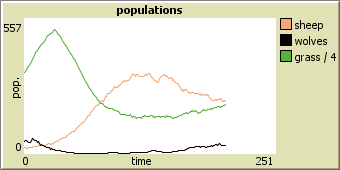 populations
557
pop.
0
0
time
251
sheep
wolves
grass / 4